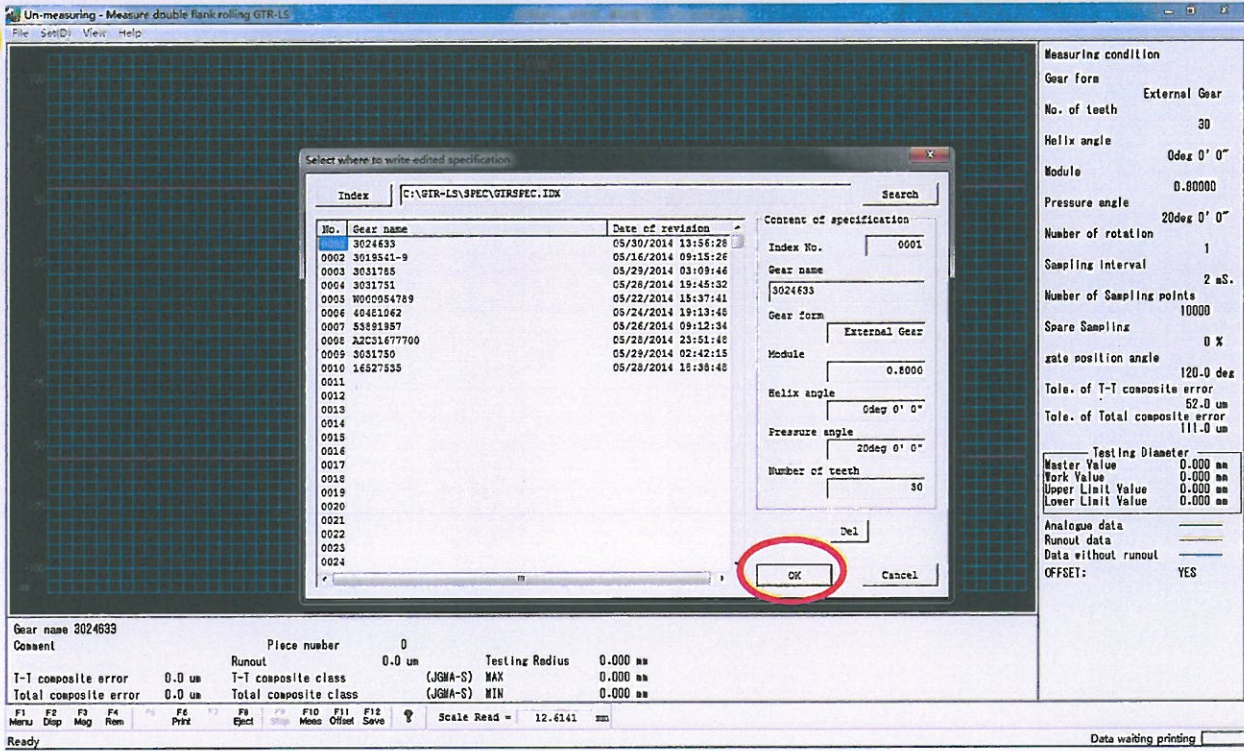 Un-measuring - Measure double flank rolling GTR-LS
File Set(D) View Help
Select where to write edited specification
Index C:\GTR-LS\SPEC\GTRSPEC.IDX Search
No. Gear name Date of revision
3024633 05/30/2014 13:56:28
0002 3019541-9 05/16/2014 09:15:26
0003 3031785 05/29/2014 03:09:46
0004 3031751 05/26/2014 19:45:32
0005 W000954789 05/22/2014 15:37:41
0006 40481062 05/24/2014 19:13:48
0007 53891957 05/26/2014 09:12:34
0008 A2C31677700 05/28/2014 23:51:48
0009 3031750 05/29/2014 02:42:15
0010 16527535 05/28/2014 18:38:48
0011
0012
0013
0014
0015
0016
0017
0018
0019
0020
0021
0022
0023
0024
Content of specification
Index No. 0001
Gear name
3024633
Gear form
External Gear
Module
0.8000
Helix angle
0deg 0' 0"
Pressure angle
20deg 0' 0"
Number of teeth
30
Del
OK Cancel
Measuring condition
Gear form
External Gear
No. of teeth
30
Helix angle
0deg 0' 0"
Module
0.80000
Pressure angle
20deg 0' 0"
Number of rotation
1
Sampling interval
2 mS.
Number of Sampling points
10000
Spare Sampling
0 %
gate position angle
120.0 deg
Tole. of T-T composite error
52.0 um
Tole. of Total composite error
111.0 um
Testing Diameter
Master Value 0.000 mm
Work Value 0.000 mm
Upper Limit Value 0.000 mm
Lower Limit Value 0.000 mm
Analogue data
Runout data
Data without runout
OFFSET: YES
Gear name 3024633
Comment Piece number 0
Runout 0.0 um Testing Radius 0.000 mm
T-T composite error 0.0 um T-T composite class (JGMA-S) MAX 0.000 mm
Total composite error 0.0 um Total composite class (JGMA-S) MIN 0.000 mm
F1 F2 F3 F4 F6 F8 F10 F11 F12
Menu Disp Mag Rem Print Eject Stop Meas Offset Save Scale Read = 12.6141 mm
Ready Data waiting printing